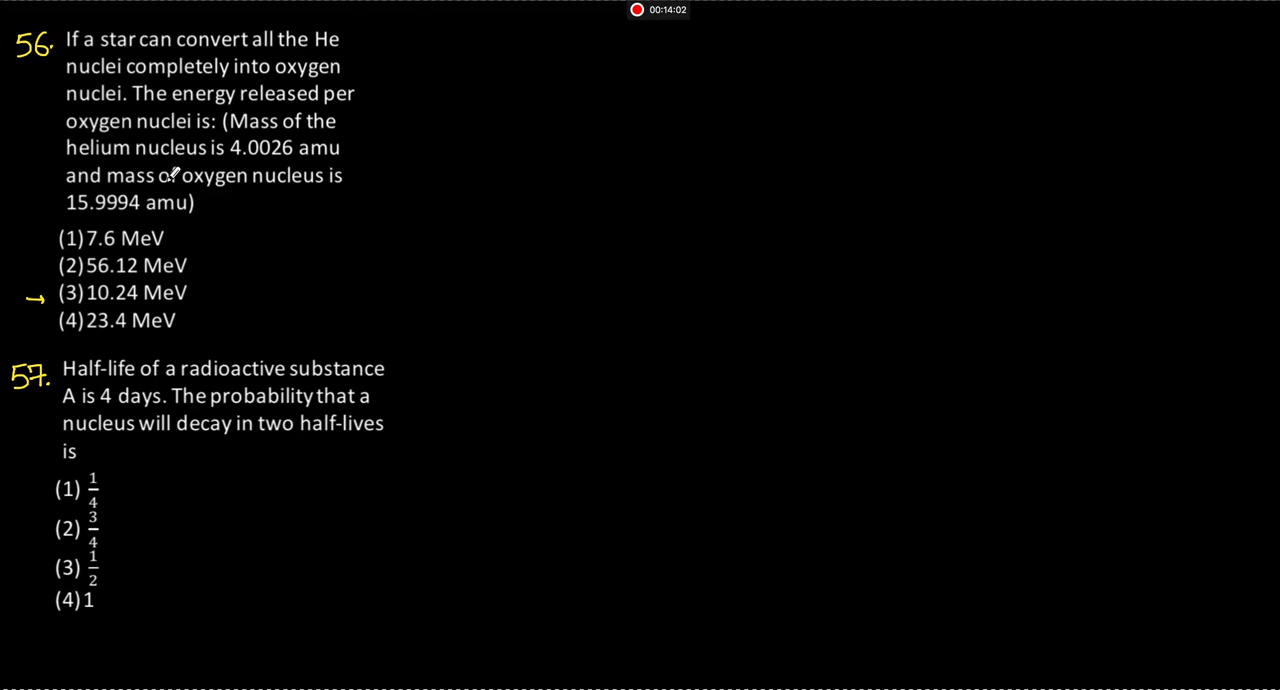 00:14:02
56. If a star can convert all the He
nuclei completely into oxygen
nuclei. The energy released per
oxygen nuclei is: (Mass of the
helium nucleus is 4.0026 amu
and mass of oxygen nucleus is
15.9994 amu)
(1) 7.6 MeV
(2) 56.12 MeV
→ (3) 10.24 MeV
(4) 23.4 MeV
57. Half-life of a radioactive substance
A is 4 days. The probability that a
nucleus will decay in two half-lives
is
(1) 1/4
(2) 3/4
(3) 1/2
(4) 1